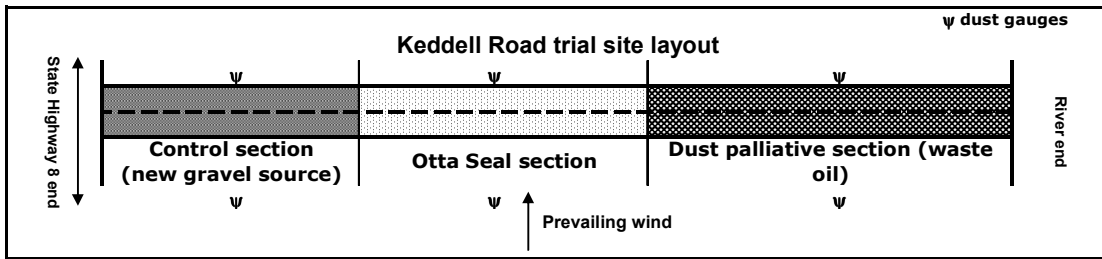 ψ dust gauges
Keddell Road trial site layout
State Highway 8 end
ψ ψ ψ
Control section
(new gravel source)
Otta Seal section
Dust palliative section (waste
oil)
River end
ψ ψ ψ
Prevailing wind